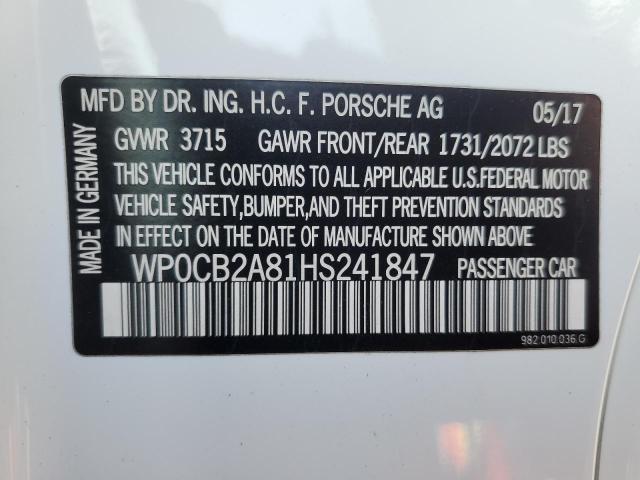 MFD BY DR. ING. H.C. F. PORSCHE AG 05/17
GVWR 3715 GAWR FRONT/REAR 1731/2072 LBS
THIS VEHICLE CONFORMS TO ALL APPLICABLE U.S.FEDERAL MOTOR
VEHICLE SAFETY,BUMPER,AND THEFT PREVENTION STANDARDS
IN EFFECT ON THE DATE OF MANUFACTURE SHOWN ABOVE
WP0CB2A81HS241847 PASSENGER CAR
MADE IN GERMANY
982.010.036.G